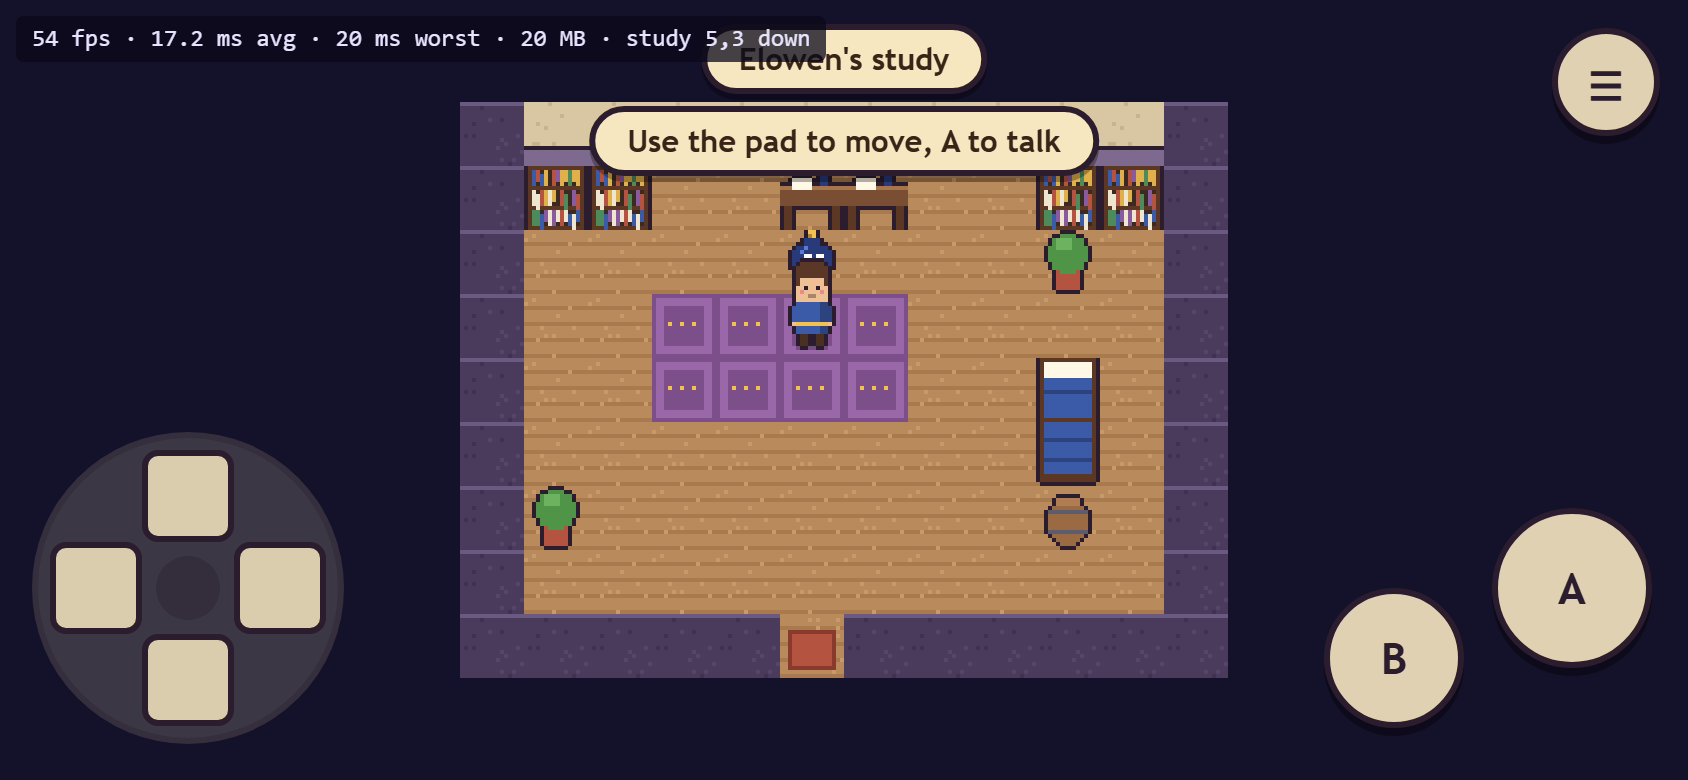 54 fps · 17.2 ms avg · 20 ms worst · 20 MB · study 5,3 down
Elowen's study
Use the pad to move, A to talk
A
B